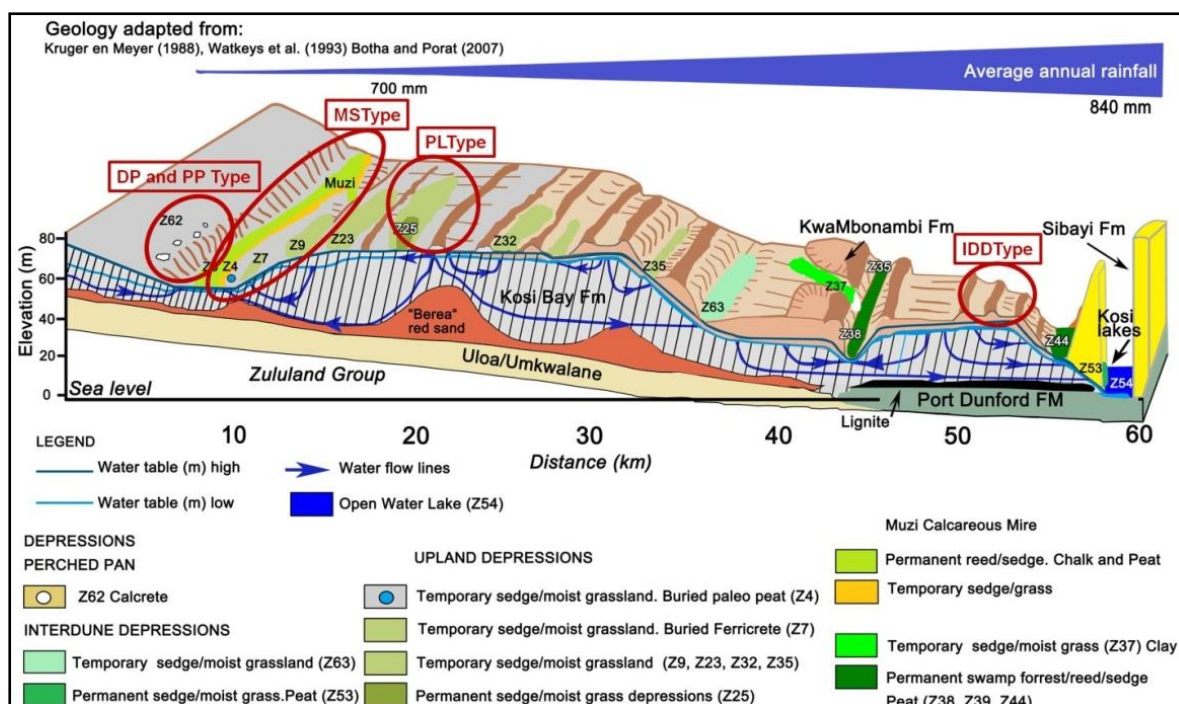 Geology adapted from:
Kruger en Meyer (1988), Watkeys et al. (1993) Botha and Porat (2007)
Average annual rainfall
700 mm
840 mm
MSType
PLType
DP and PP Type
IDDType
KwaMbonambi Fm
Sibayi Fm
Muzi
Z62
Z4
Z7
Z9
Z23
Z25
Z32
Z35
Z63
Z37
Z35
Z38
Z44
Kosi lakes
Z53
Z54
Elevation (m)
80
60
40
20
0
Kosi Bay Fm
"Berea" red sand
Uloa/Umkwalane
Zululand Group
Sea level
Lignite
Port Dunford FM
10 20 30 40 50 60
Distance (km)
LEGEND
Water table (m) high
Water flow lines
Water table (m) low
Open Water Lake (Z54)
DEPRESSIONS
PERCHED PAN
Z62 Calcrete
INTERDUNE DEPRESSIONS
Temporary sedge/moist grassland (Z63)
Permanent sedge/moist grass.Peat (Z53)
UPLAND DEPRESSIONS
Temporary sedge/moist grassland. Buried paleo peat (Z4)
Temporary sedge/moist grassland. Buried Ferricrete (Z7)
Temporary sedge/moist grassland (Z9, Z23, Z32, Z35)
Permanent sedge/moist grass depressions (Z25)
Muzi Calcareous Mire
Permanent reed/sedge. Chalk and Peat
Temporary sedge/grass
Temporary sedge/moist grass (Z37) Clay
Permanent swamp forrest/reed/sedge
Peat (Z38, Z39, Z44)